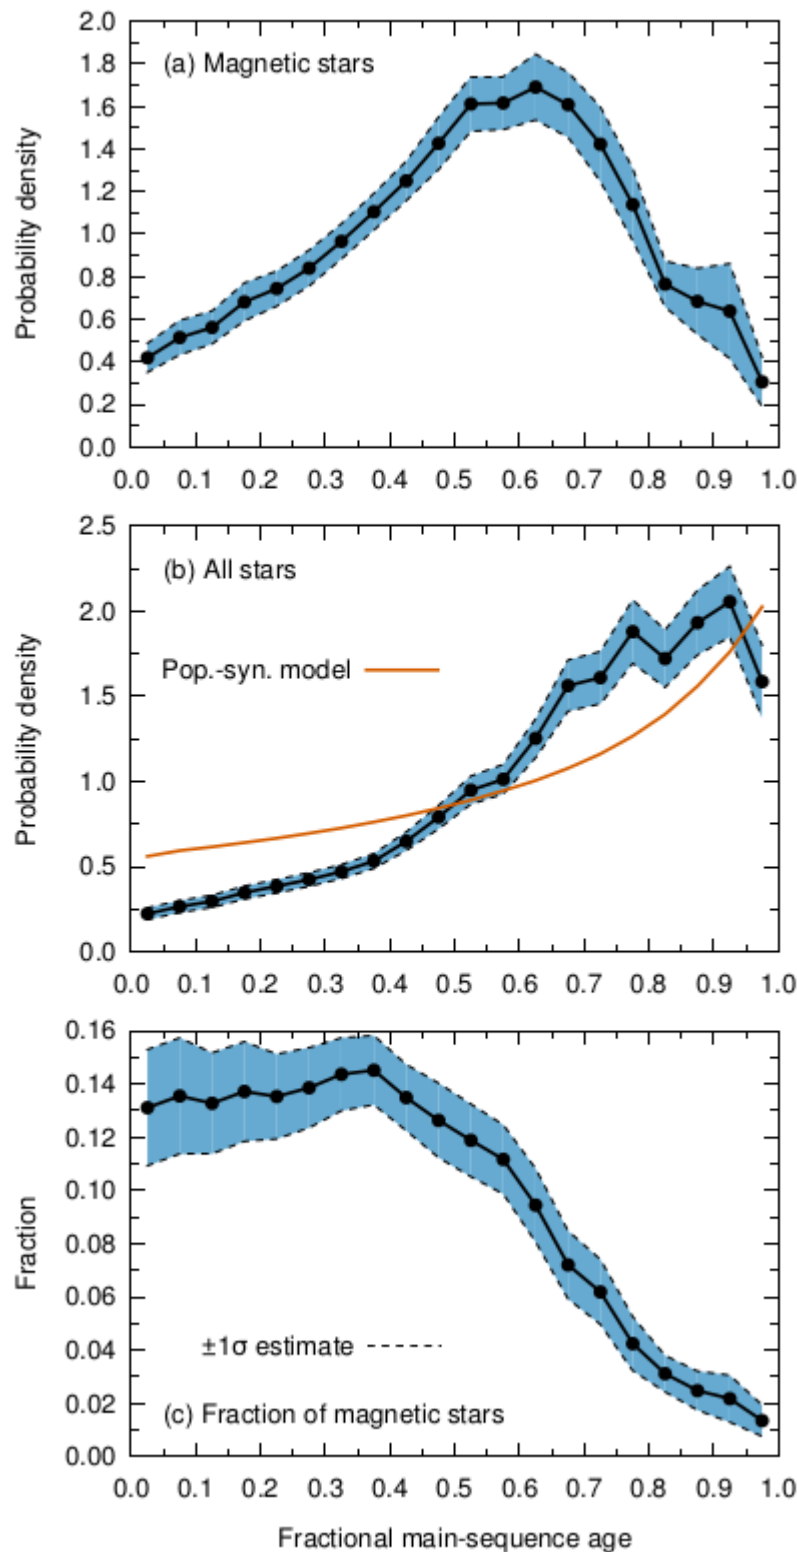 (a) Magnetic stars
Probability density
2.0
1.8
1.6
1.4
1.2
1.0
0.8
0.6
0.4
0.2
0.0
0.0 0.1 0.2 0.3 0.4 0.5 0.6 0.7 0.8 0.9 1.0
(b) All stars
Pop.-syn. model
Probability density
2.5
2.0
1.5
1.0
0.5
0.0
0.0 0.1 0.2 0.3 0.4 0.5 0.6 0.7 0.8 0.9 1.0
0.16
0.14
0.12
0.10
0.08
0.06
0.04
0.02
0.00
Fraction
±1σ estimate
(c) Fraction of magnetic stars
0.0 0.1 0.2 0.3 0.4 0.5 0.6 0.7 0.8 0.9 1.0
Fractional main-sequence age